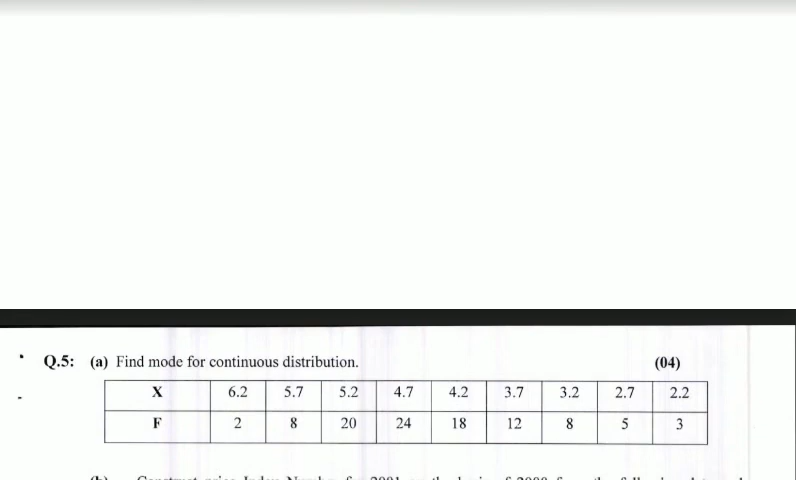 Q.5: (a) Find mode for continuous distribution. (04)
X 6.2 5.7 5.2 4.7 4.2 3.7 3.2 2.7 2.2
F 2 8 20 24 18 12 8 5 3